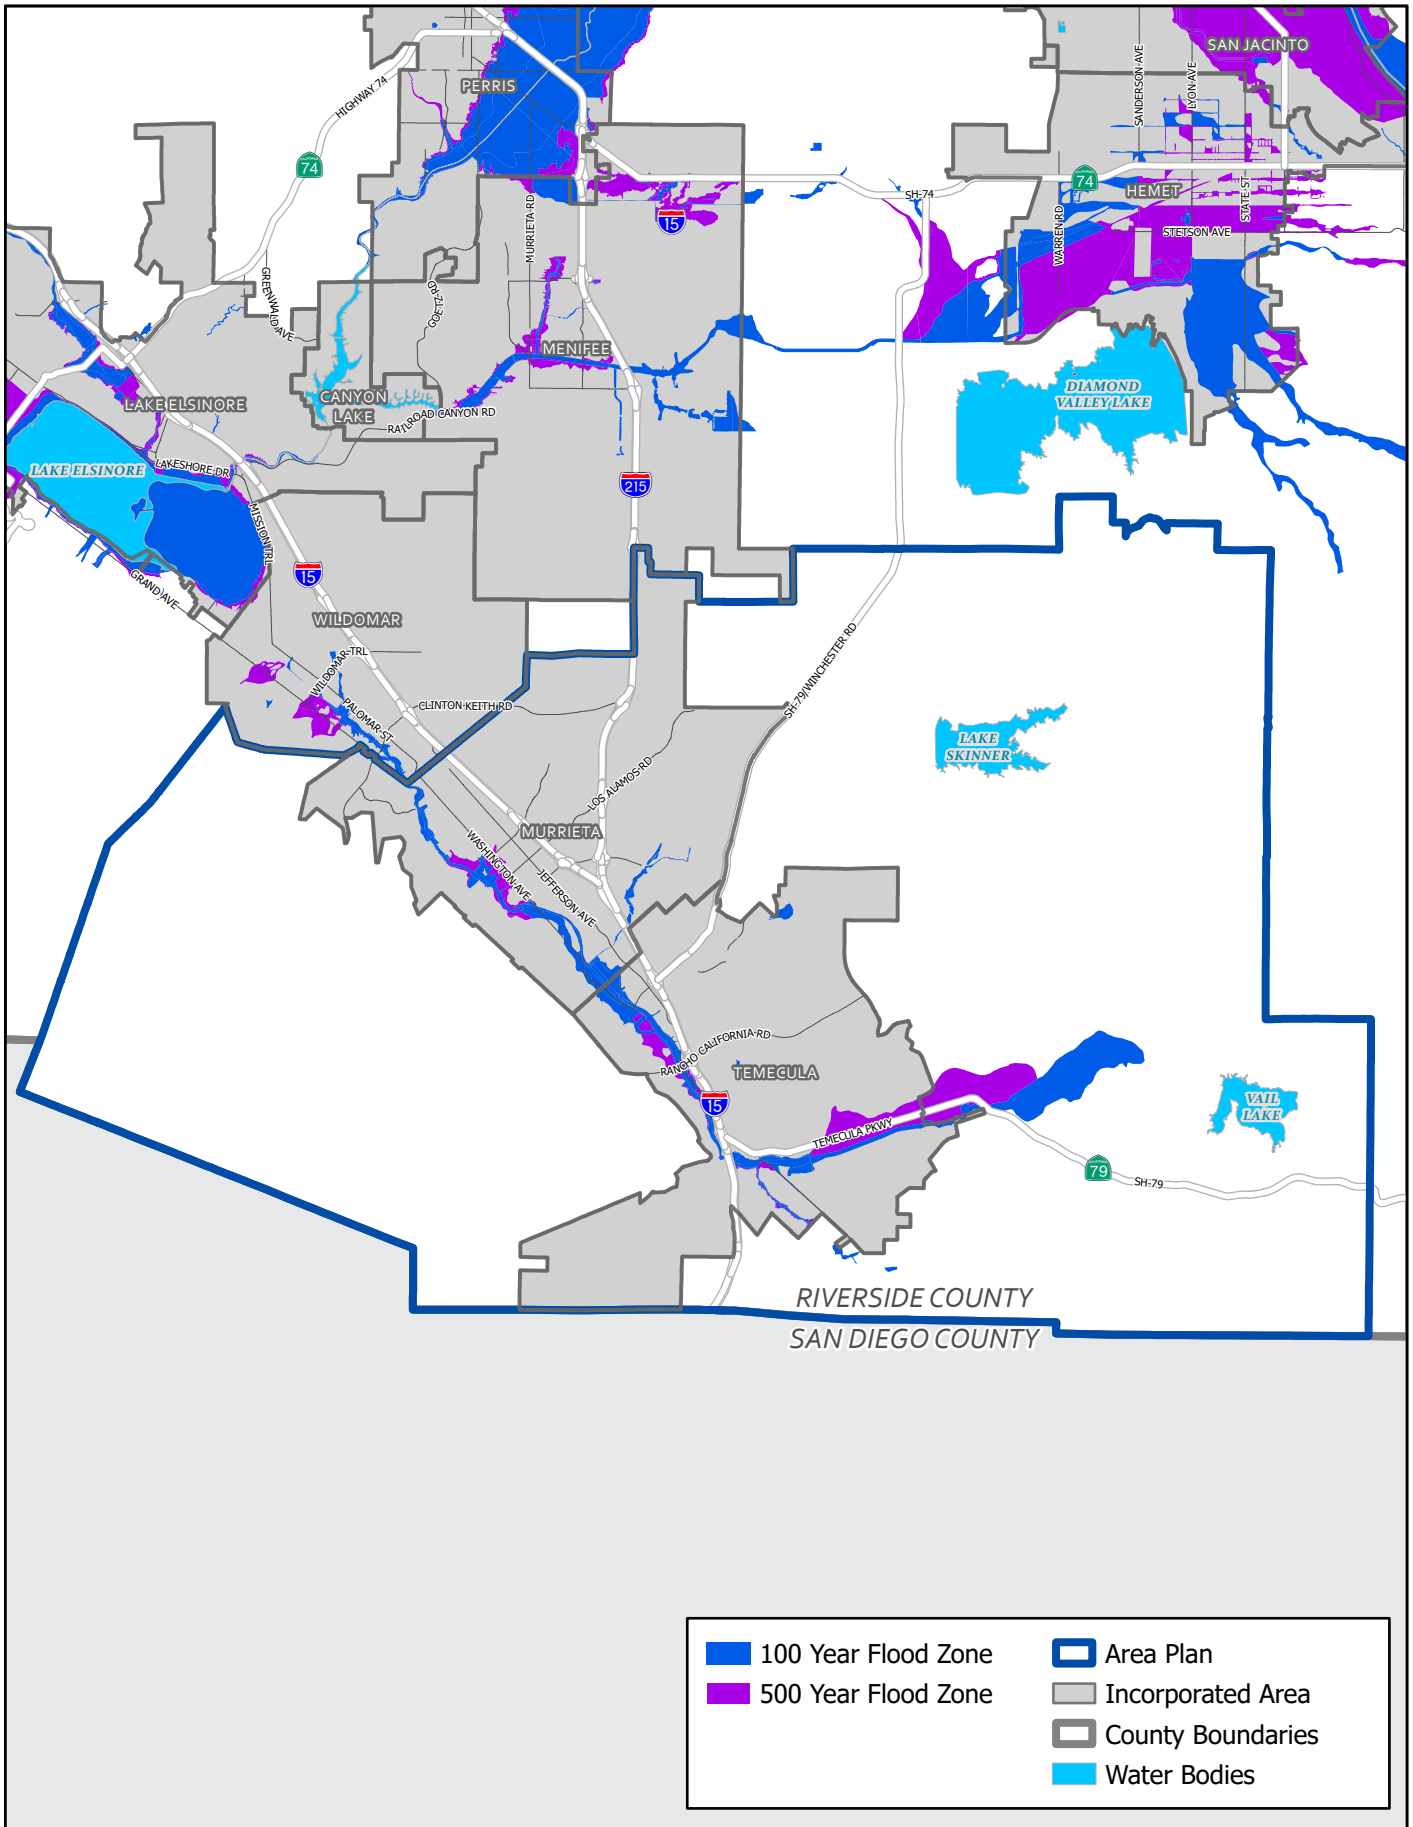 SAN JACINTO
SANDERSON AVE
LYON AVE
PERRIS
HIGHWAY 74
CALIFORNIA
74
CALIFORNIA
74
SH-74
HEMET
STATE ST
WARREN RD
STETSON AVE
MURRIETA RD
15
GREENWALD AVE
GOETZ RD
MENIFEE
DIAMOND
VALLEY LAKE
CANYON
LAKE
LAKE ELSINORE
RAILROAD CANYON RD
LAKE ELSINORE
LAKESHORE DR
215
MISSION TRL
15
GRAND AVE
WILDOMAR
WILDOMAR TRL
SH-79/WINCHESTER RD
CLINTON KEITH RD
PALOMAR ST
LAKE
SKINNER
LOS ALAMOS RD
MURRIETA
WASHINGTON AVE
JEFFERSON AVE
RANCHO CALIFORNIA RD
TEMECULA
15
VAIL
LAKE
TEMECULA PKWY
CALIFORNIA
79
SH-79
RIVERSIDE COUNTY
SAN DIEGO COUNTY
100 Year Flood Zone
500 Year Flood Zone
Area Plan
Incorporated Area
County Boundaries
Water Bodies